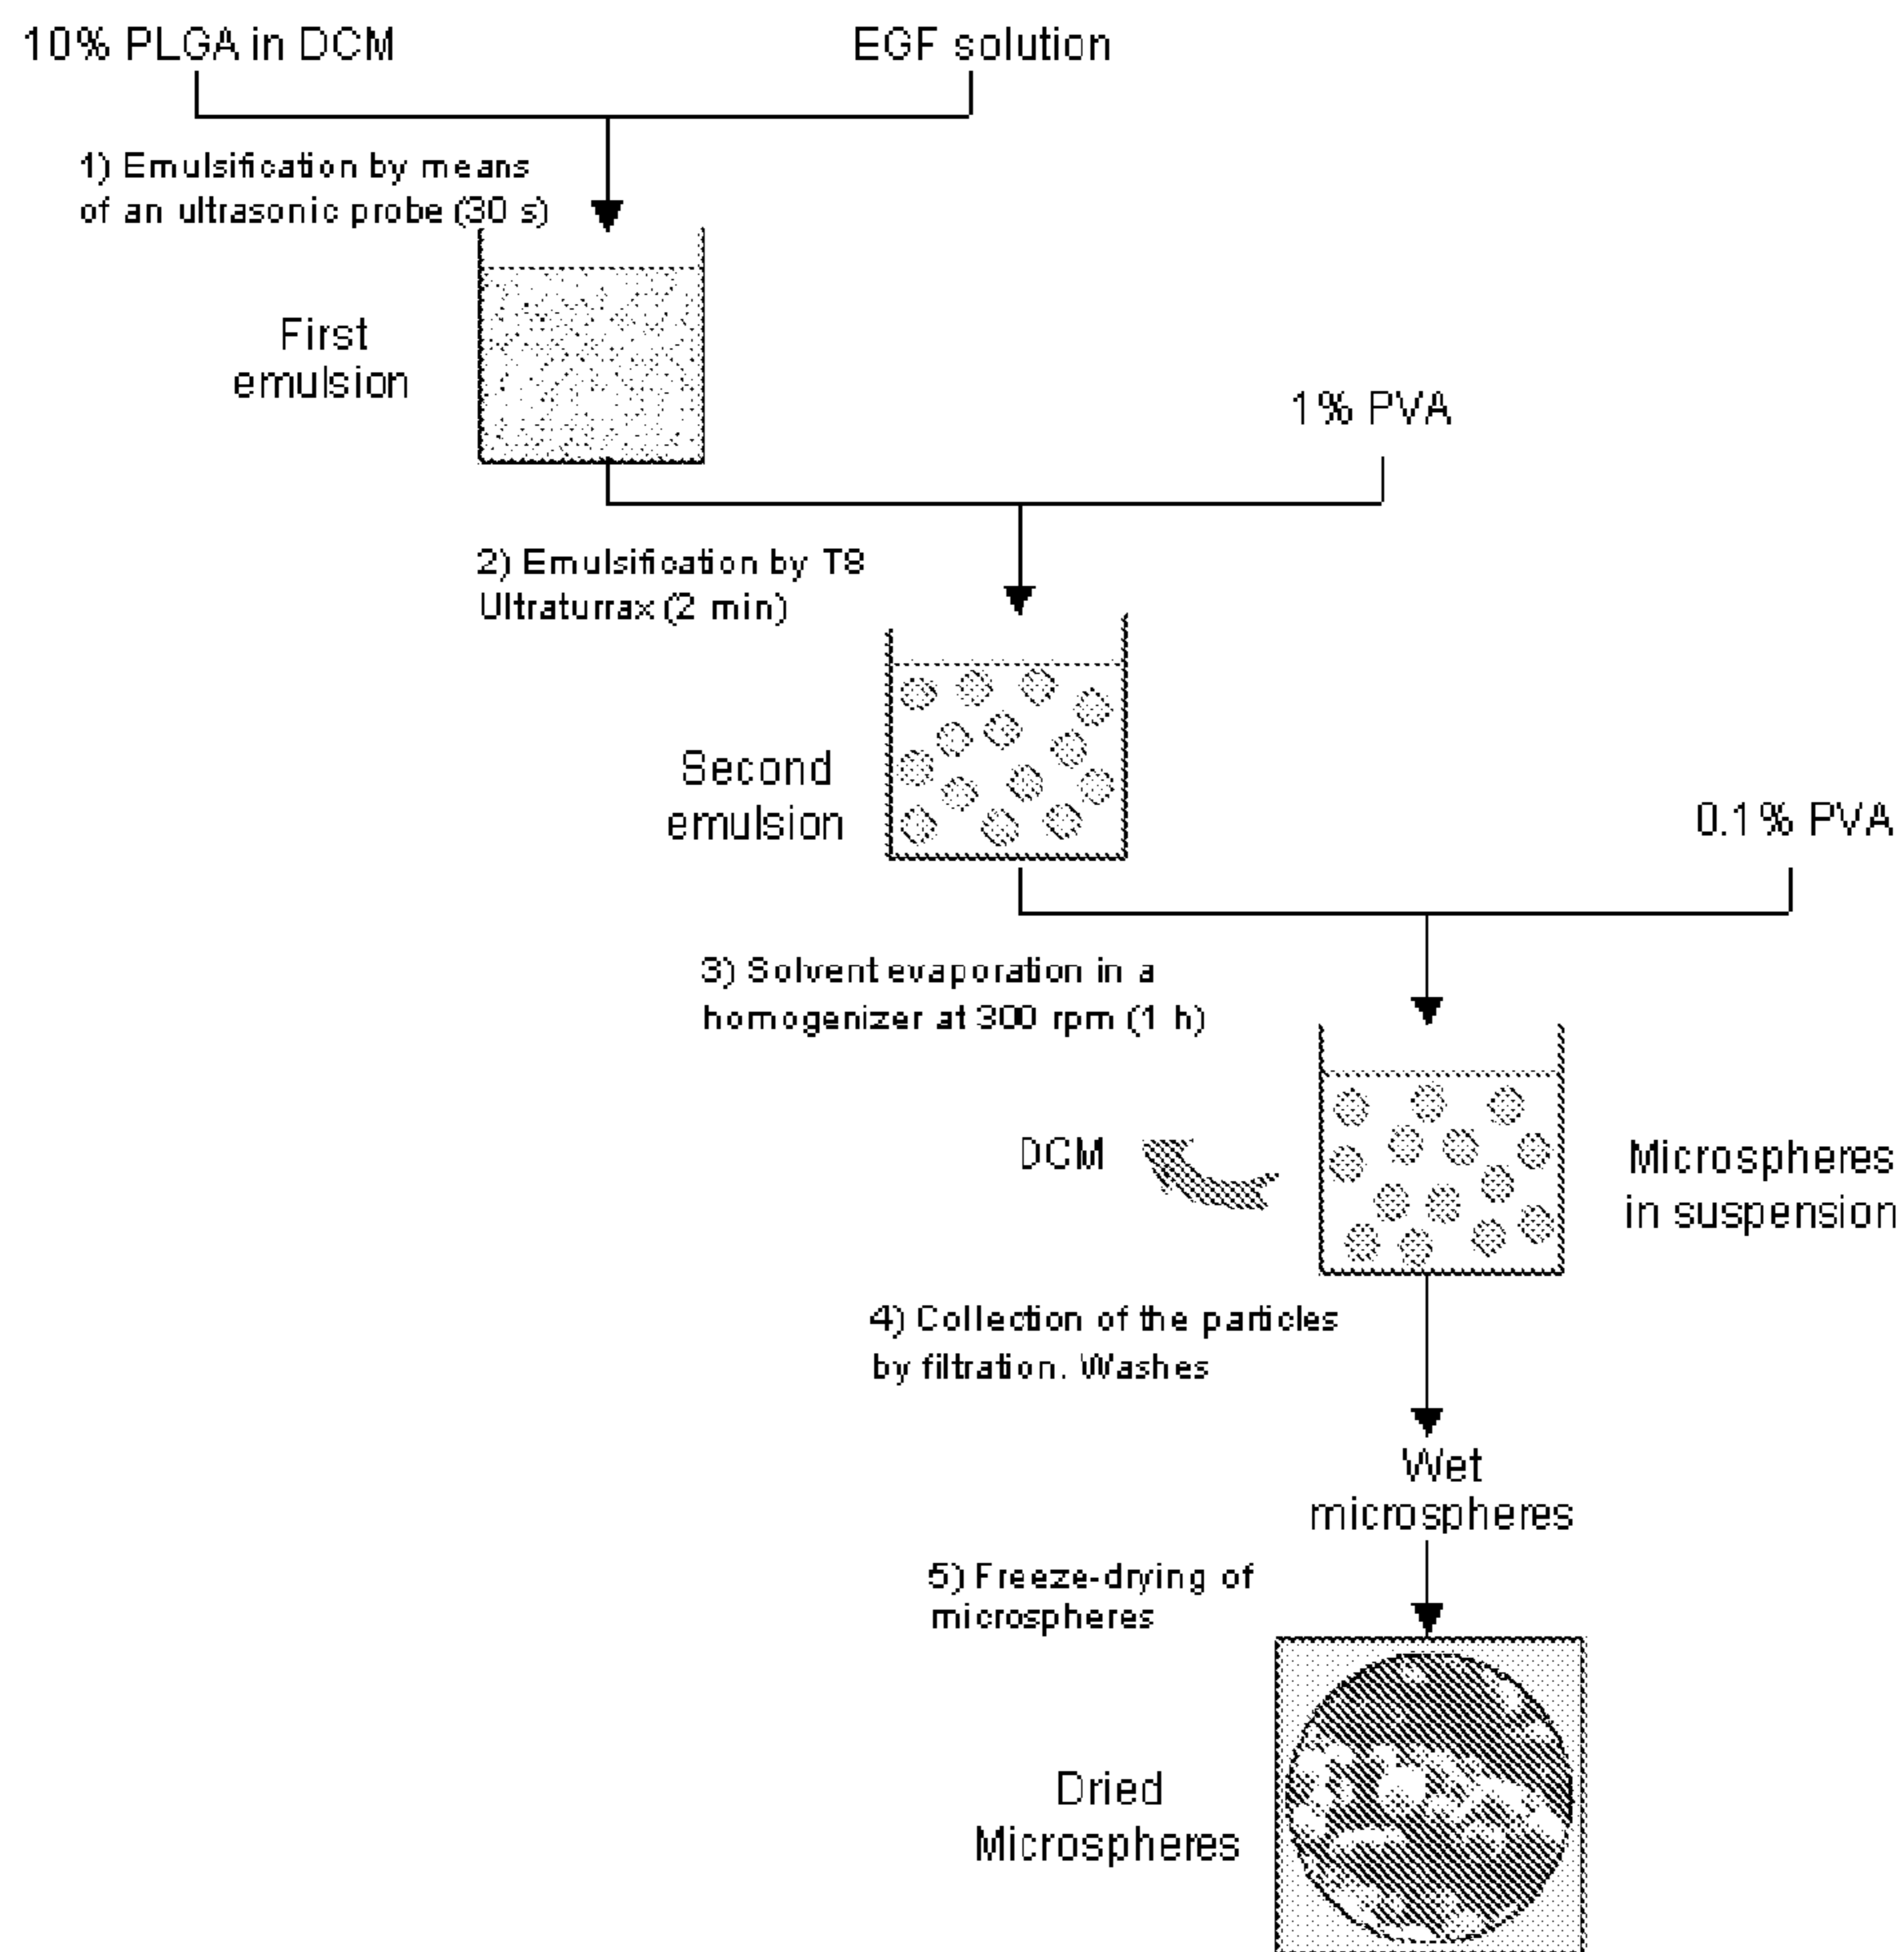 10% PLGA in DCM
EGF solution
1) Emulsification by means
of an ultrasonic probe (30 s)
First
emulsion
1% PVA
2) Emulsification by T8
Ultraturrax (2 min)
Second
emulsion
0.1% PVA
3) Solvent evaporation in a
homogenizer at 300 rpm (1 h)
DCM
Microspheres
in suspension
4) Collection of the particles
by filtration. Washes
Wet
microspheres
5) Freeze-drying of
microspheres
Dried
Microspheres